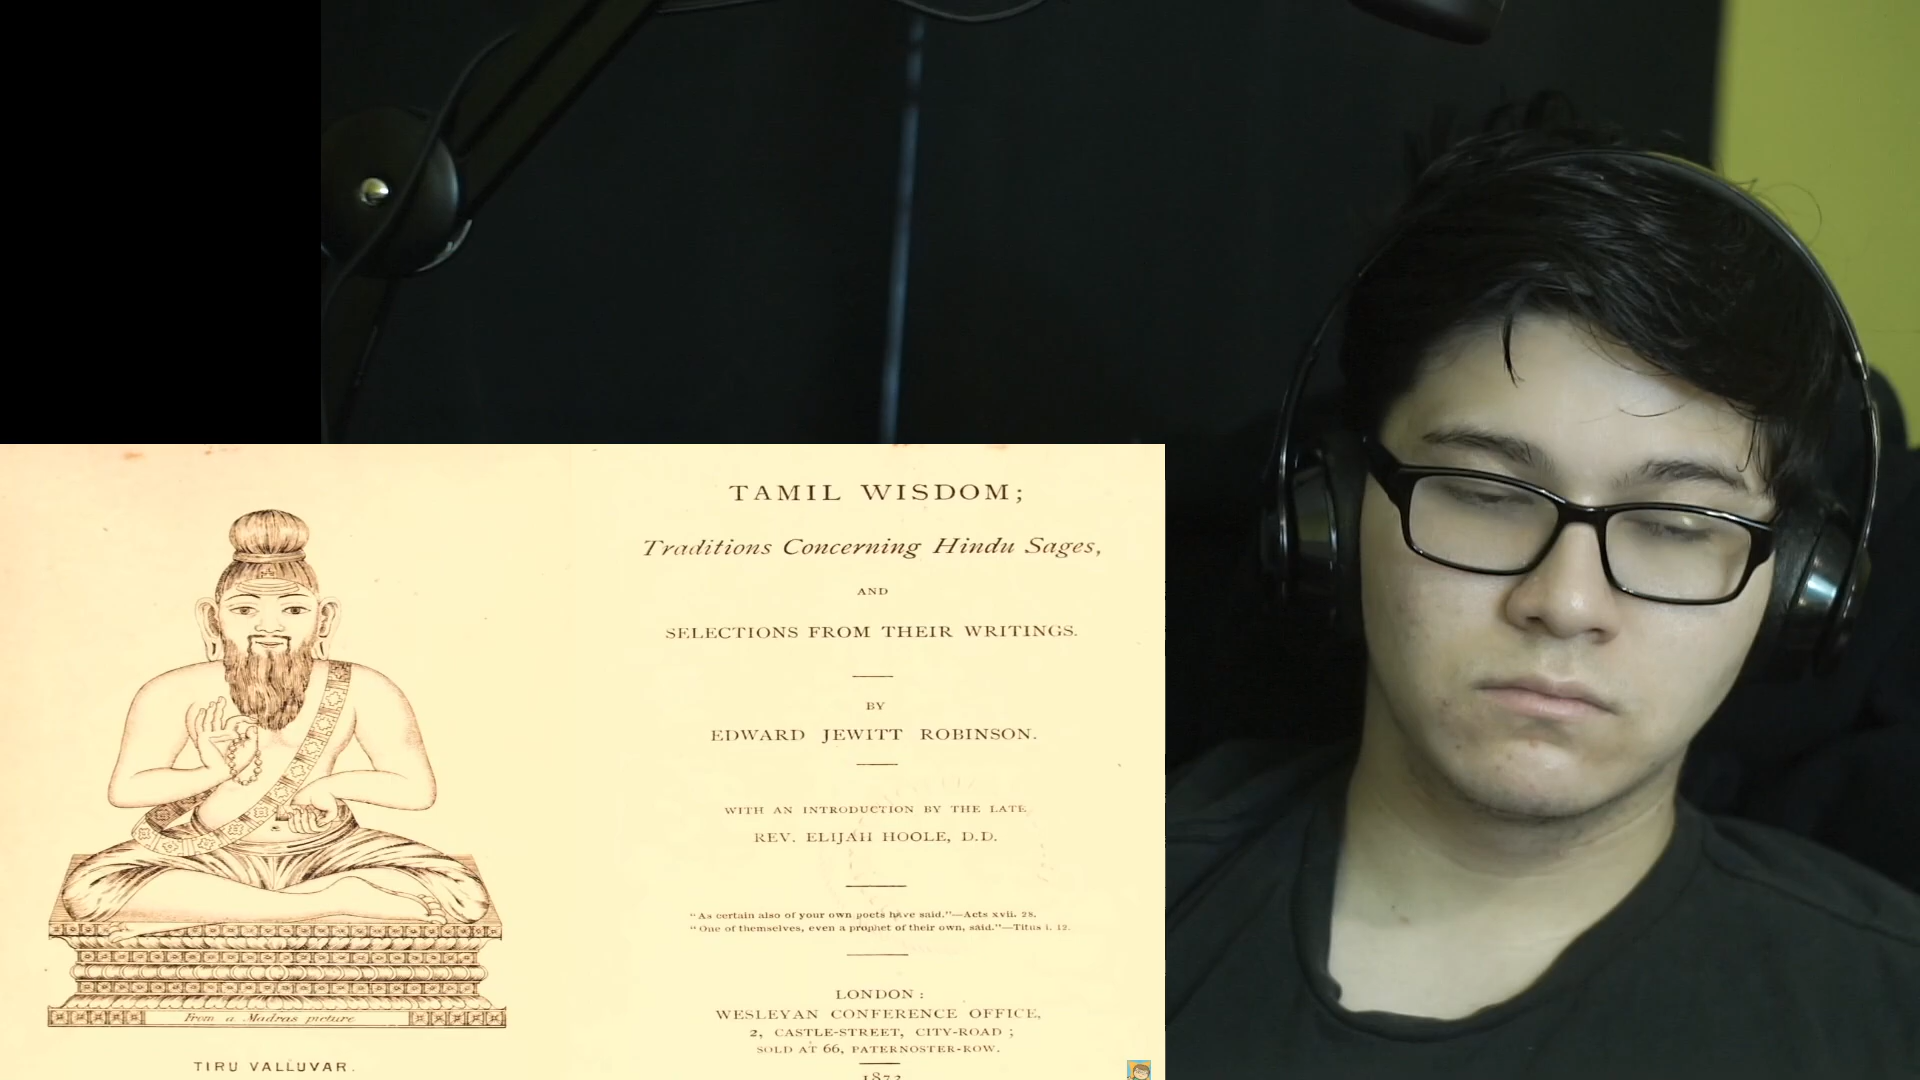 TAMIL WISDOM;
Traditions Concerning Hindu Sages,
AND
SELECTIONS FROM THEIR WRITINGS.
BY
EDWARD JEWITT ROBINSON.
WITH AN INTRODUCTION BY THE LATE
REV. ELIJAH HOOLE, D.D.
"As certain also of your own poets have said."—Acts xvii. 28.
"One of themselves, even a prophet of their own, said."—Titus i. 12.
LONDON:
WESLEYAN CONFERENCE OFFICE,
2, CASTLE-STREET, CITY-ROAD;
SOLD AT 66, PATERNOSTER-ROW.
From a Madras picture
TIRU VALLUVAR.